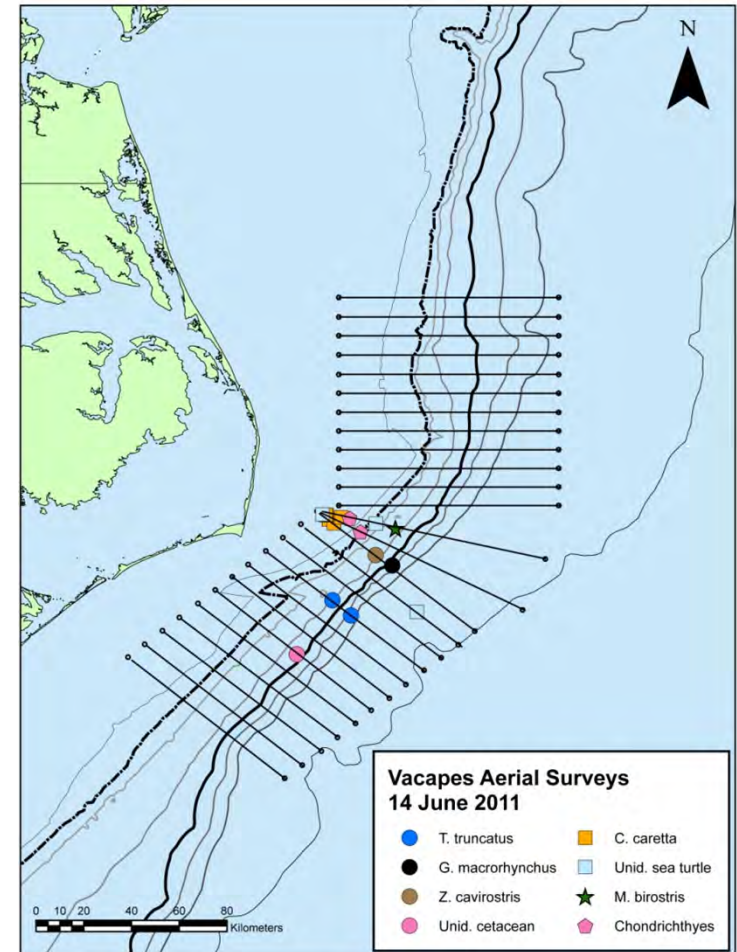 N
Vacapes Aerial Surveys
14 June 2011
T. truncatus
C. caretta
G. macrorhynchus
Unid. sea turtle
Z. cavirostris
M. birostris
Unid. cetacean
Chondrichthyes
0 5 10 20 40 60 80
Kilometers